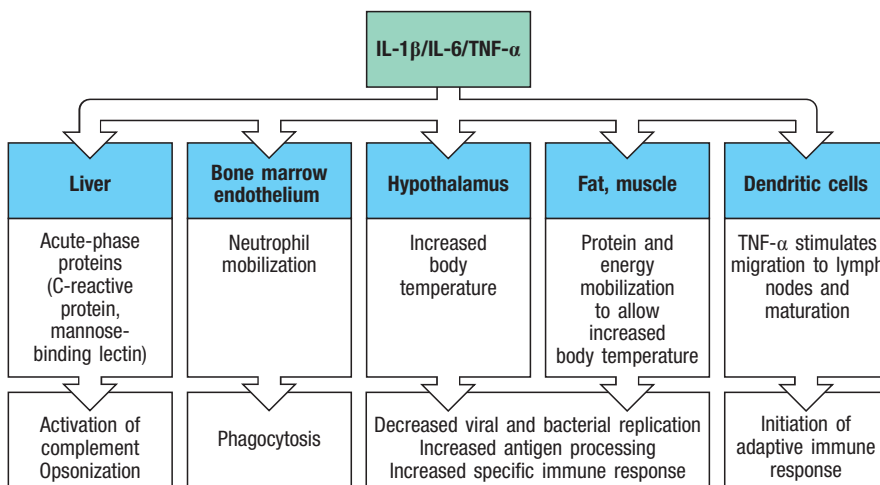 IL-1β/IL-6/TNF-α
Liver
Bone marrow
endothelium
Hypothalamus
Fat, muscle
Dendritic cells
Acute-phase
proteins
(C-reactive
protein,
mannose-
binding lectin)
Neutrophil
mobilization
Increased
body
temperature
Protein and
energy
mobilization
to allow
increased
body temperature
TNF-α stimulates
migration to lymph
nodes and
maturation
Activation of
complement
Opsonization
Phagocytosis
Decreased viral and bacterial replication
Increased antigen processing
Increased specific immune response
Initiation of
adaptive immune
response